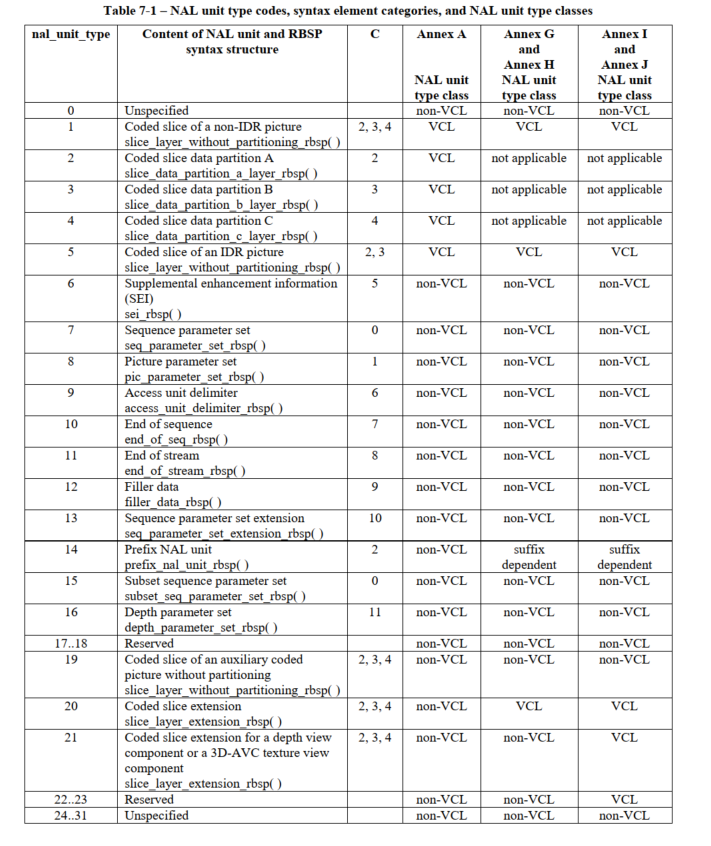 Table 7-1 – NAL unit type codes, syntax element categories, and NAL unit type classes
nal_unit_type Content of NAL unit and RBSP syntax structure C Annex A NAL unit type class Annex G and Annex H NAL unit type class Annex I and Annex J NAL unit type class
0 Unspecified non-VCL non-VCL non-VCL
1 Coded slice of a non-IDR picture 2, 3, 4 VCL VCL VCL
slice_layer_without_partitioning_rbsp( )
2 Coded slice data partition A 2 VCL not applicable not applicable
slice_data_partition_a_layer_rbsp( )
3 Coded slice data partition B 3 VCL not applicable not applicable
slice_data_partition_b_layer_rbsp( )
4 Coded slice data partition C 4 VCL not applicable not applicable
slice_data_partition_c_layer_rbsp( )
5 Coded slice of an IDR picture 2, 3 VCL VCL VCL
slice_layer_without_partitioning_rbsp( )
6 Supplemental enhancement information 5 non-VCL non-VCL non-VCL
(SEI)
sei_rbsp( )
7 Sequence parameter set 0 non-VCL non-VCL non-VCL
seq_parameter_set_rbsp( )
8 Picture parameter set 1 non-VCL non-VCL non-VCL
pic_parameter_set_rbsp( )
9 Access unit delimiter 6 non-VCL non-VCL non-VCL
access_unit_delimiter_rbsp( )
10 End of sequence 7 non-VCL non-VCL non-VCL
end_of_seq_rbsp( )
11 End of stream 8 non-VCL non-VCL non-VCL
end_of_stream_rbsp( )
12 Filler data 9 non-VCL non-VCL non-VCL
filler_data_rbsp( )
13 Sequence parameter set extension 10 non-VCL non-VCL non-VCL
seq_parameter_set_extension_rbsp( )
14 Prefix NAL unit 2 non-VCL suffix suffix
prefix_nal_unit_rbsp( ) dependent dependent
15 Subset sequence parameter set 0 non-VCL non-VCL non-VCL
subset_seq_parameter_set_rbsp( )
16 Depth parameter set 11 non-VCL non-VCL non-VCL
depth_parameter_set_rbsp( )
17..18 Reserved non-VCL non-VCL non-VCL
19 Coded slice of an auxiliary coded 2, 3, 4 non-VCL non-VCL non-VCL
picture without partitioning
slice_layer_without_partitioning_rbsp( )
20 Coded slice extension 2, 3, 4 non-VCL VCL VCL
slice_layer_extension_rbsp( )
21 Coded slice extension for a depth view 2, 3, 4 non-VCL non-VCL VCL
component or a 3D-AVC texture view
component
slice_layer_extension_rbsp( )
22..23 Reserved non-VCL non-VCL VCL
24..31 Unspecified non-VCL non-VCL non-VCL